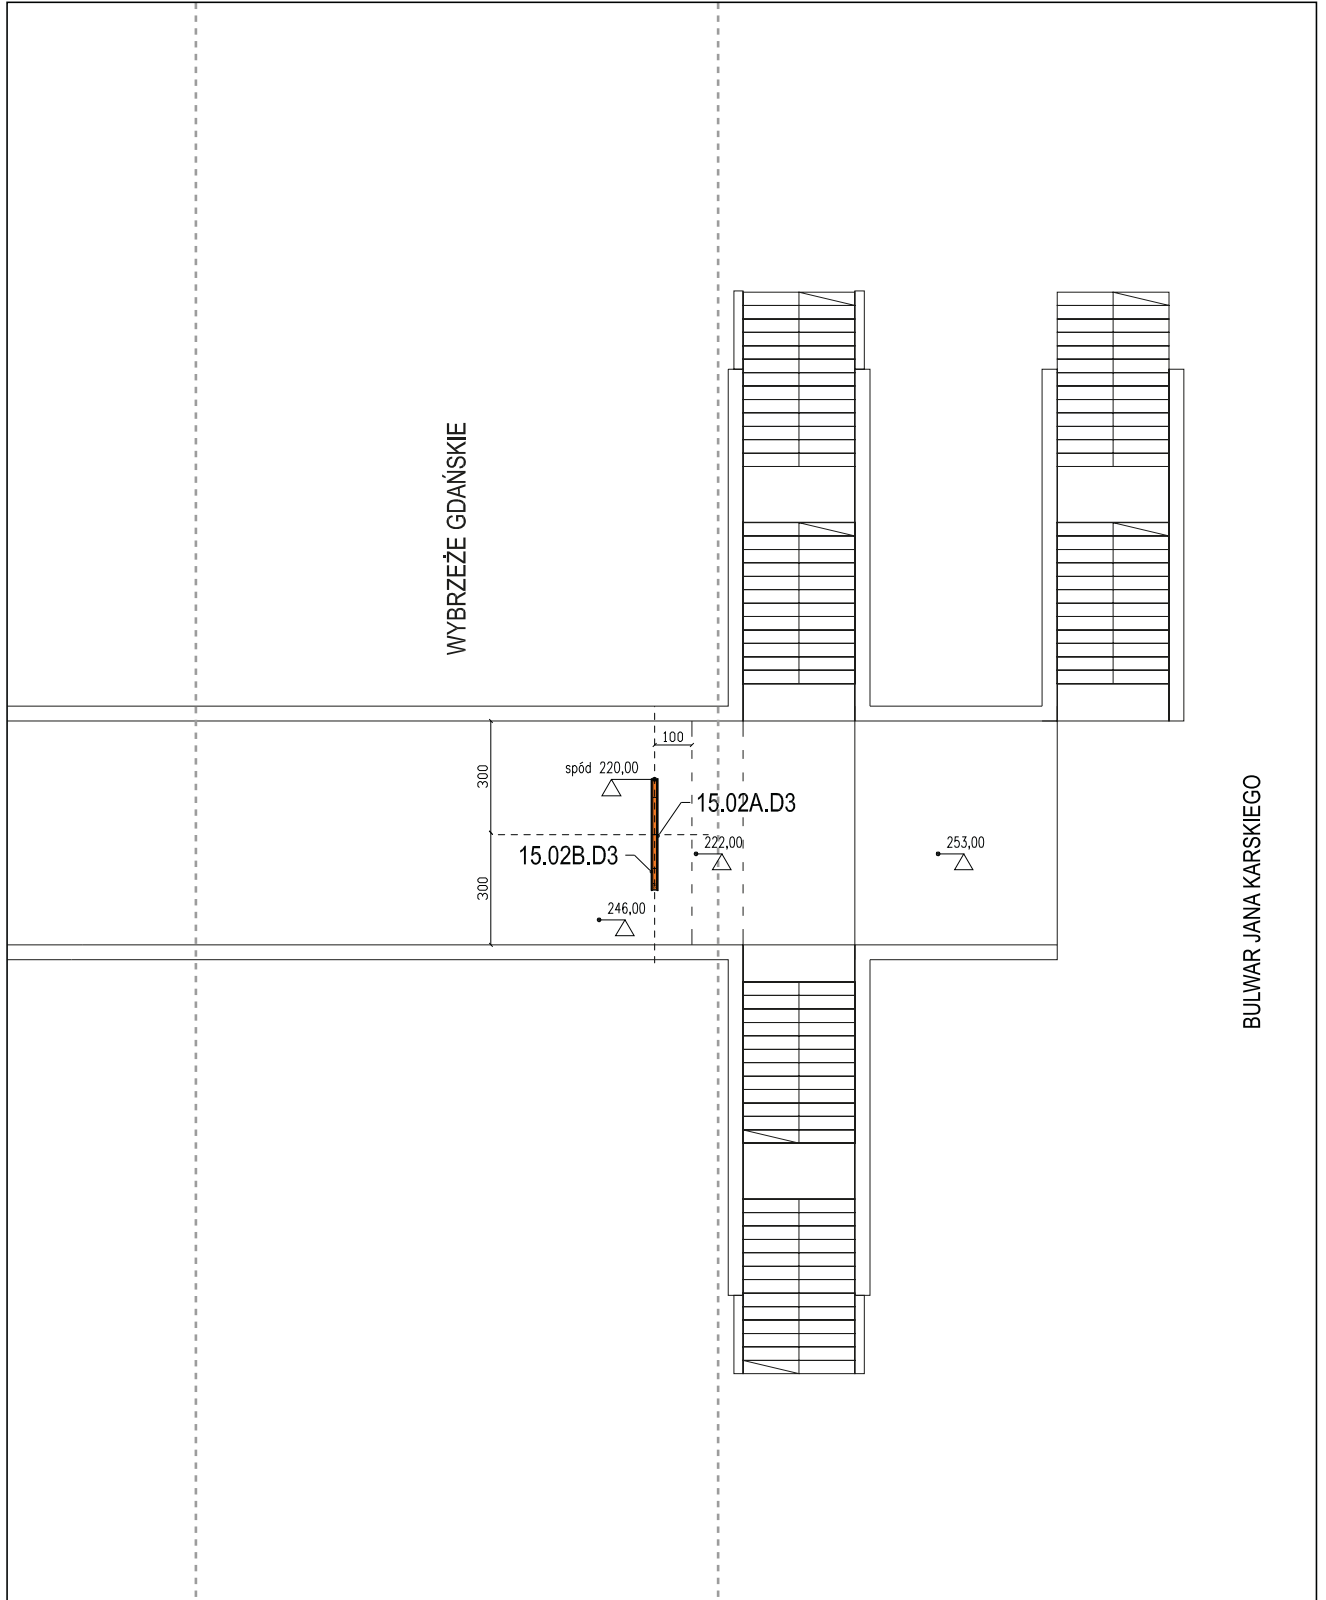 WYBRZEŻE GDAŃSKIE
100
300
spód 220,00
15.02A.D3
222,00
253,00
15.02B.D3
300
246,00
BULWAR JANA KARSKIEGO